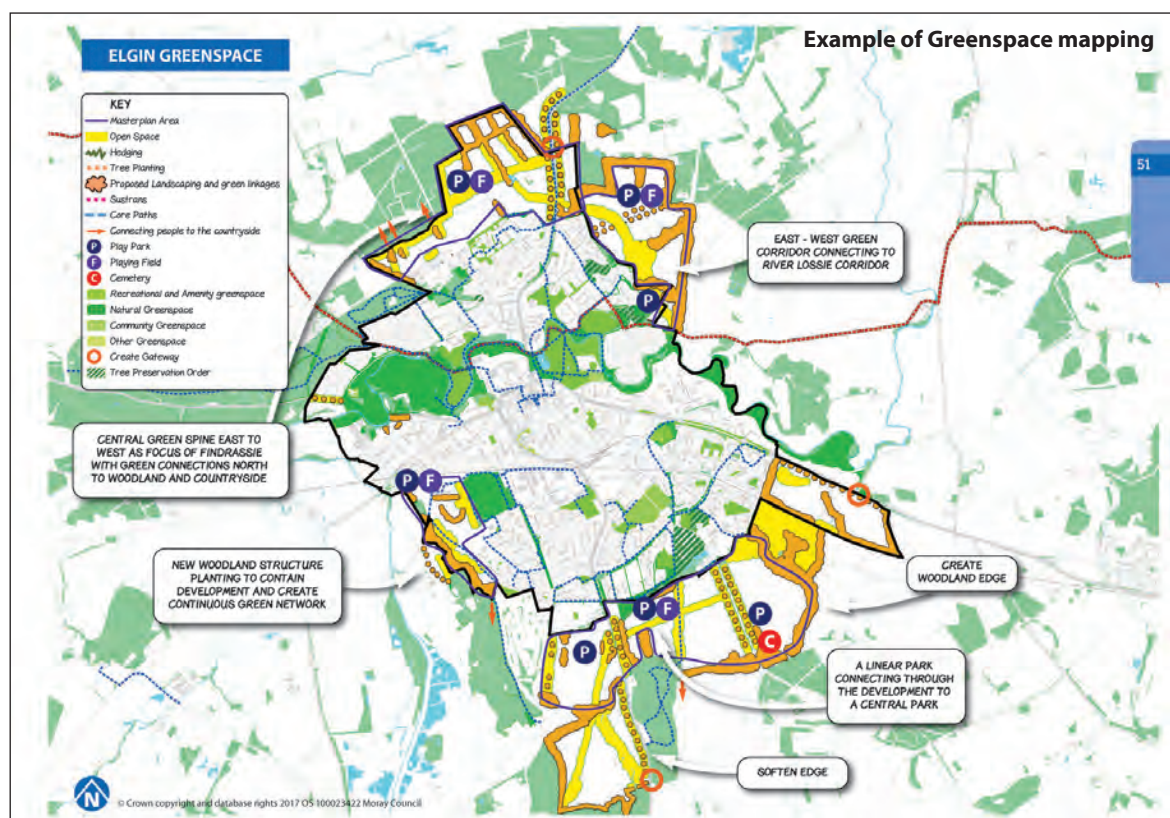 Example of Greenspace mapping
ELGIN GREENSPACE
KEY
Masterplan Area
Open Space
Hedging
Tree Planting
Proposed Landscaping and green linkages
Sustrans
Core Paths
Connecting people to the countryside
P Play Park
F Playing Field
C Cemetery
Recreational and Amenity greenspace
Natural Greenspace
Community Greenspace
Other Greenspace
Create Gateway
Tree Preservation Order
51
P F
P F
EAST - WEST GREEN
CORRIDOR CONNECTING TO
RIVER LOSSIE CORRIDOR
P
CENTRAL GREEN SPINE EAST TO
WEST AS FOCUS OF FINDRASSIE
WITH GREEN CONNECTIONS NORTH
TO WOODLAND AND COUNTRYSIDE
P F
NEW WOODLAND STRUCTURE
PLANTING TO CONTAIN
DEVELOPMENT AND CREATE
CONTINUOUS GREEN NETWORK
CREATE
WOODLAND EDGE
P F
P
C
P
A LINEAR PARK
CONNECTING THROUGH
THE DEVELOPMENT TO
A CENTRAL PARK
SOFTEN EDGE
N
© Crown copyright and database rights 2017 OS 100023422 Moray Council